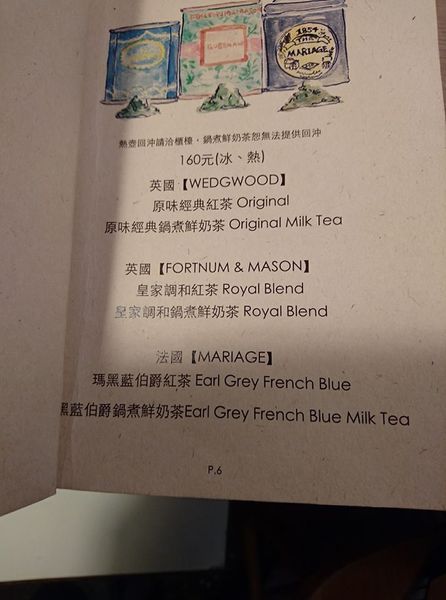 1854
MARIAGE
熱壺回沖請洽櫃檯，鍋煮鮮奶茶恕無法提供回沖
160元(冰、熱)
英國【WEDGWOOD】
原味經典紅茶 Original
原味經典鍋煮鮮奶茶 Original Milk Tea
英國【FORTNUM & MASON】
皇家調和紅茶 Royal Blend
皇家調和鍋煮鮮奶茶 Royal Blend
法國【MARIAGE】
瑪黑藍伯爵紅茶 Earl Grey French Blue
黑藍伯爵鍋煮鮮奶茶Earl Grey French Blue Milk Tea
P.6